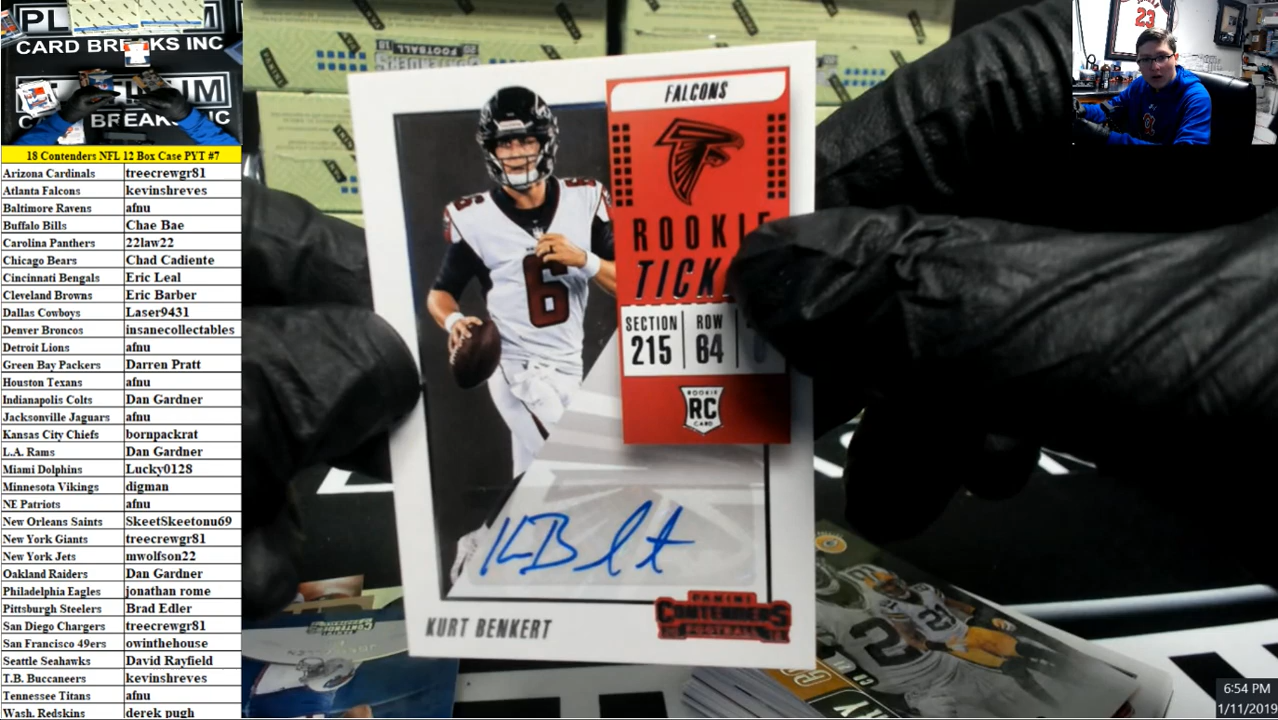 CARD BREAKS INC
18 Contenders NFL 12 Box Case PYT #7
Arizona Cardinals treecrewgr81
Atlanta Falcons kevinshreves
Baltimore Ravens afnu
Buffalo Bills Chae Bae
Carolina Panthers 22law22
Chicago Bears Chad Cadiente
Cincinnati Bengals Eric Leal
Cleveland Browns Eric Barber
Dallas Cowboys Laser9431
Denver Broncos insanecollectables
Detroit Lions afnu
Green Bay Packers Darren Pratt
Houston Texans afnu
Indianapolis Colts Dan Gardner
Jacksonville Jaguars afnu
Kansas City Chiefs bornpackrat
L.A. Rams Dan Gardner
Miami Dolphins Lucky0128
Minnesota Vikings digman
NE Patriots afnu
New Orleans Saints SkeetSkeetonu69
New York Giants treecrewgr81
New York Jets mwolfson22
Oakland Raiders Dan Gardner
Philadelphia Eagles jonathan rome
Pittsburgh Steelers Brad Edler
San Diego Chargers treecrewgr81
San Francisco 49ers owinthehouse
Seattle Seahawks David Rayfield
T.B. Buccaneers kevinshreves
Tennessee Titans afnu
Wash. Redskins derek pugh
FALCONS
ROOKIE
TICK
SECTION ROW
215 84
ROOKIE
RC
CARD
6
KURT BENKERT
PANINI
CONTENDERS
FOOTBALL
23
6:54 PM
1/11/2019